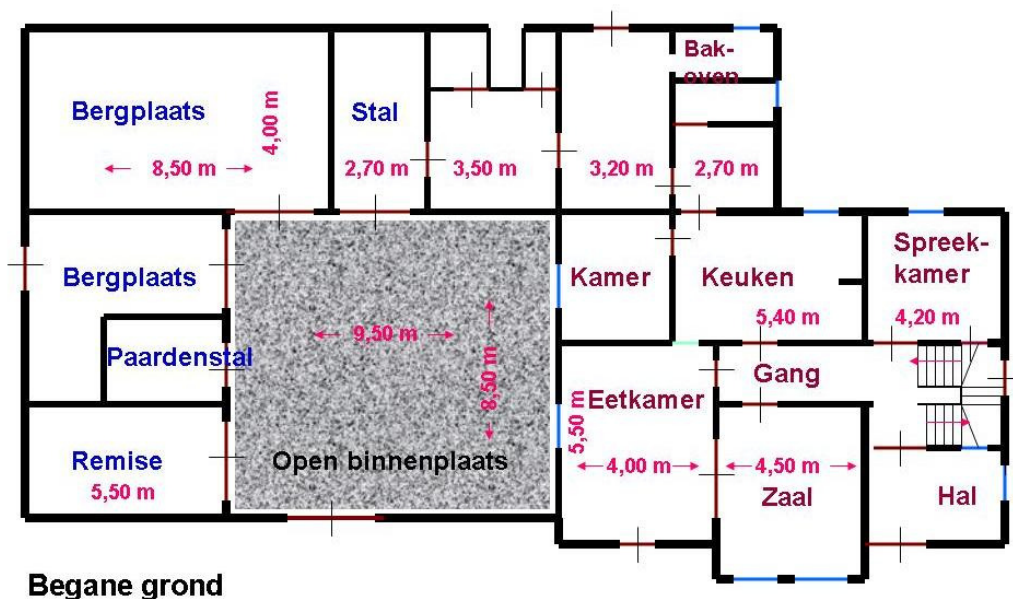 Bak-
oven
Bergplaats
Stal
4,00 m
8,50 m
2,70 m
3,50 m
3,20 m
2,70 m
Bergplaats
Kamer
Keuken
Spreek-
kamer
9,50 m
8,50 m
5,40 m
4,20 m
Paardenstal
Gang
Eetkamer
5,50 m
Remise
5,50 m
Open binnenplaats
4,00 m
4,50 m
Zaal
Hal
Begane grond